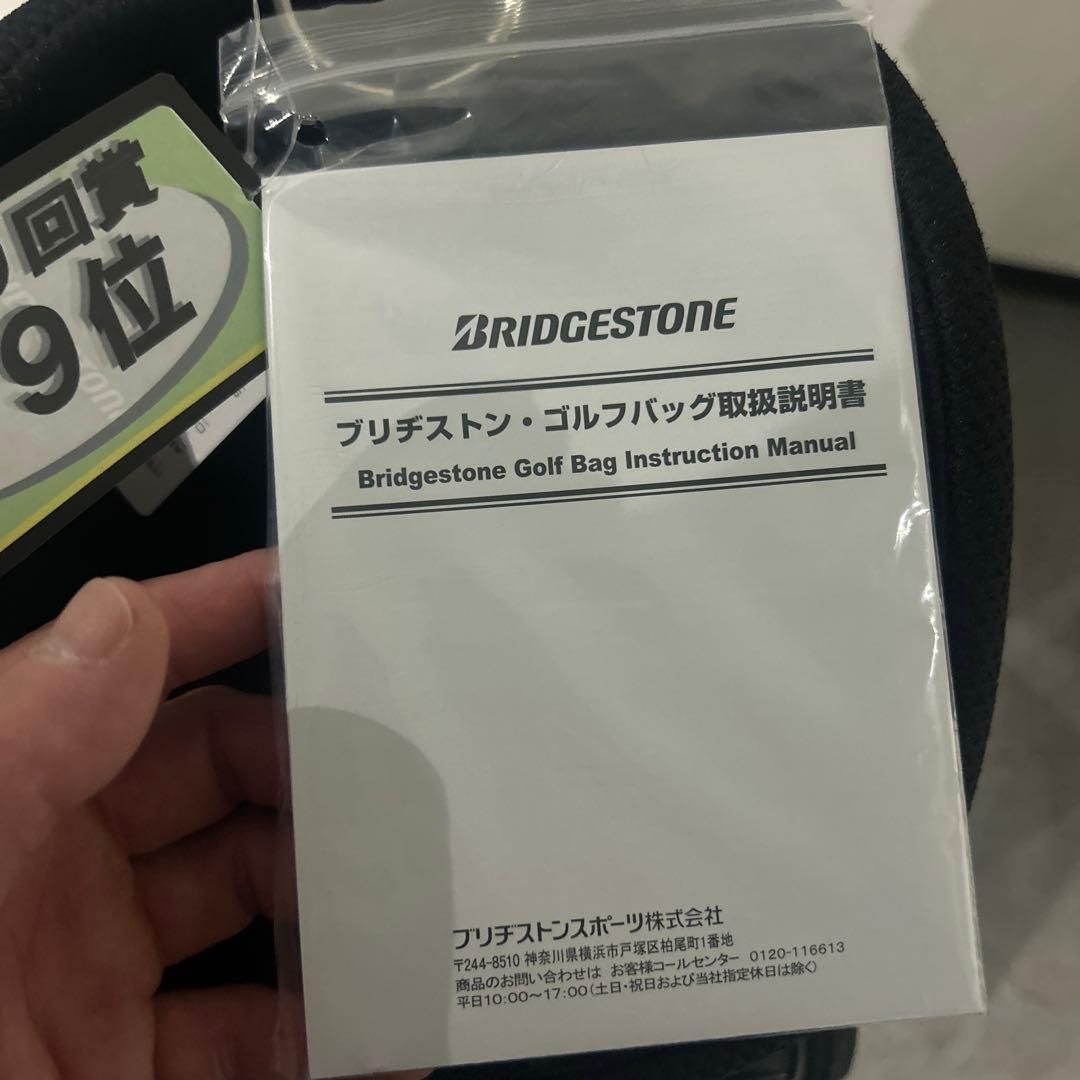 回賞
9位
BRIDGESTONE
ブリヂストン・ゴルフバッグ取扱説明書
Bridgestone Golf Bag Instruction Manual
ブリヂストンスポーツ株式会社
〒244-8510 神奈川県横浜市戸塚区柏尾町1番地
商品のお問い合わせは お客様コールセンター 0120-116613
平日10:00〜17:00(土日・祝日および当社指定休日は除く)